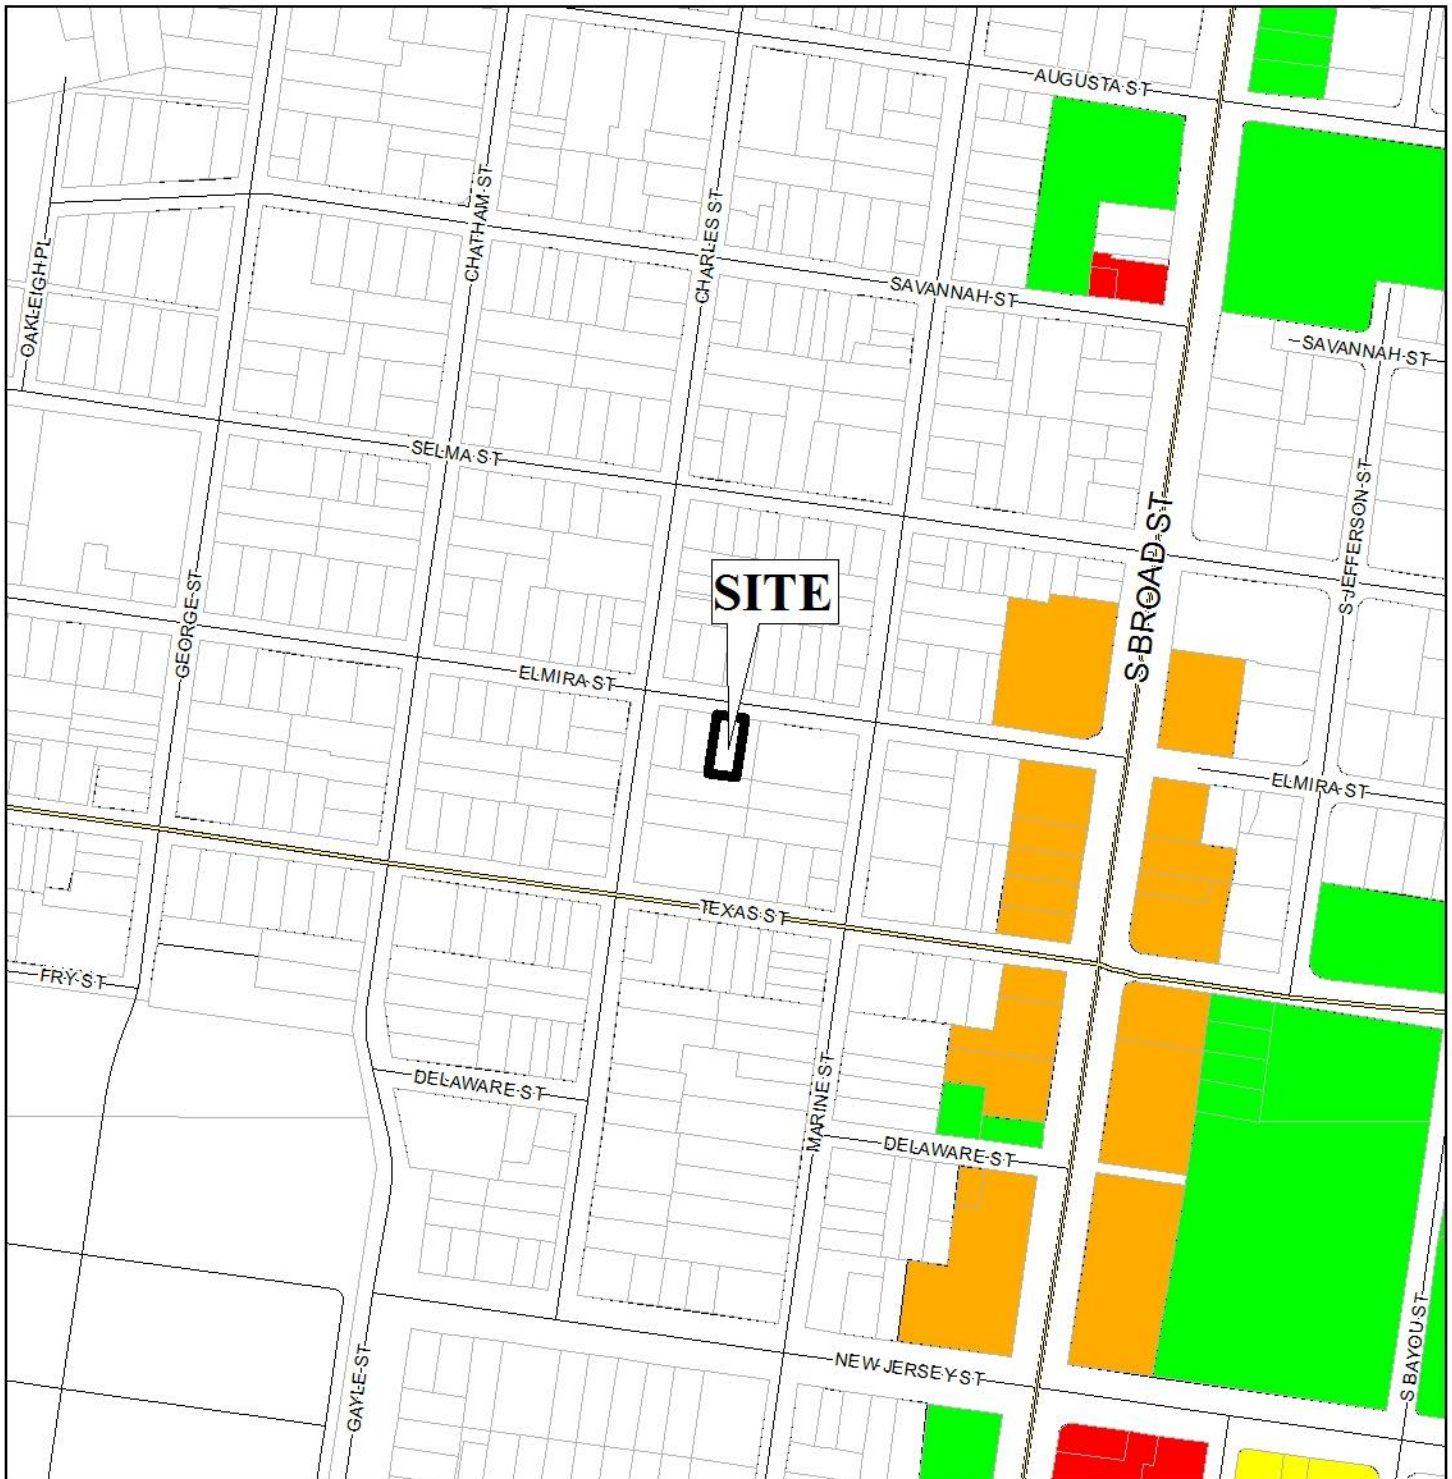 AUGUSTA ST
CHATHAM ST
CHARLES ST
OAKLEIGH PL
SAVANNAH ST
SAVANNAH ST
SELMA ST
S JEFFERSON ST
S BROAD ST
SITE
GEORGE ST
ELMIRA ST
ELMIRA ST
TEXAS ST
FRY ST
DELAWARE ST
MARINE ST
DELAWARE ST
S BAYOU ST
NEW JERSEY ST
GAYLE ST